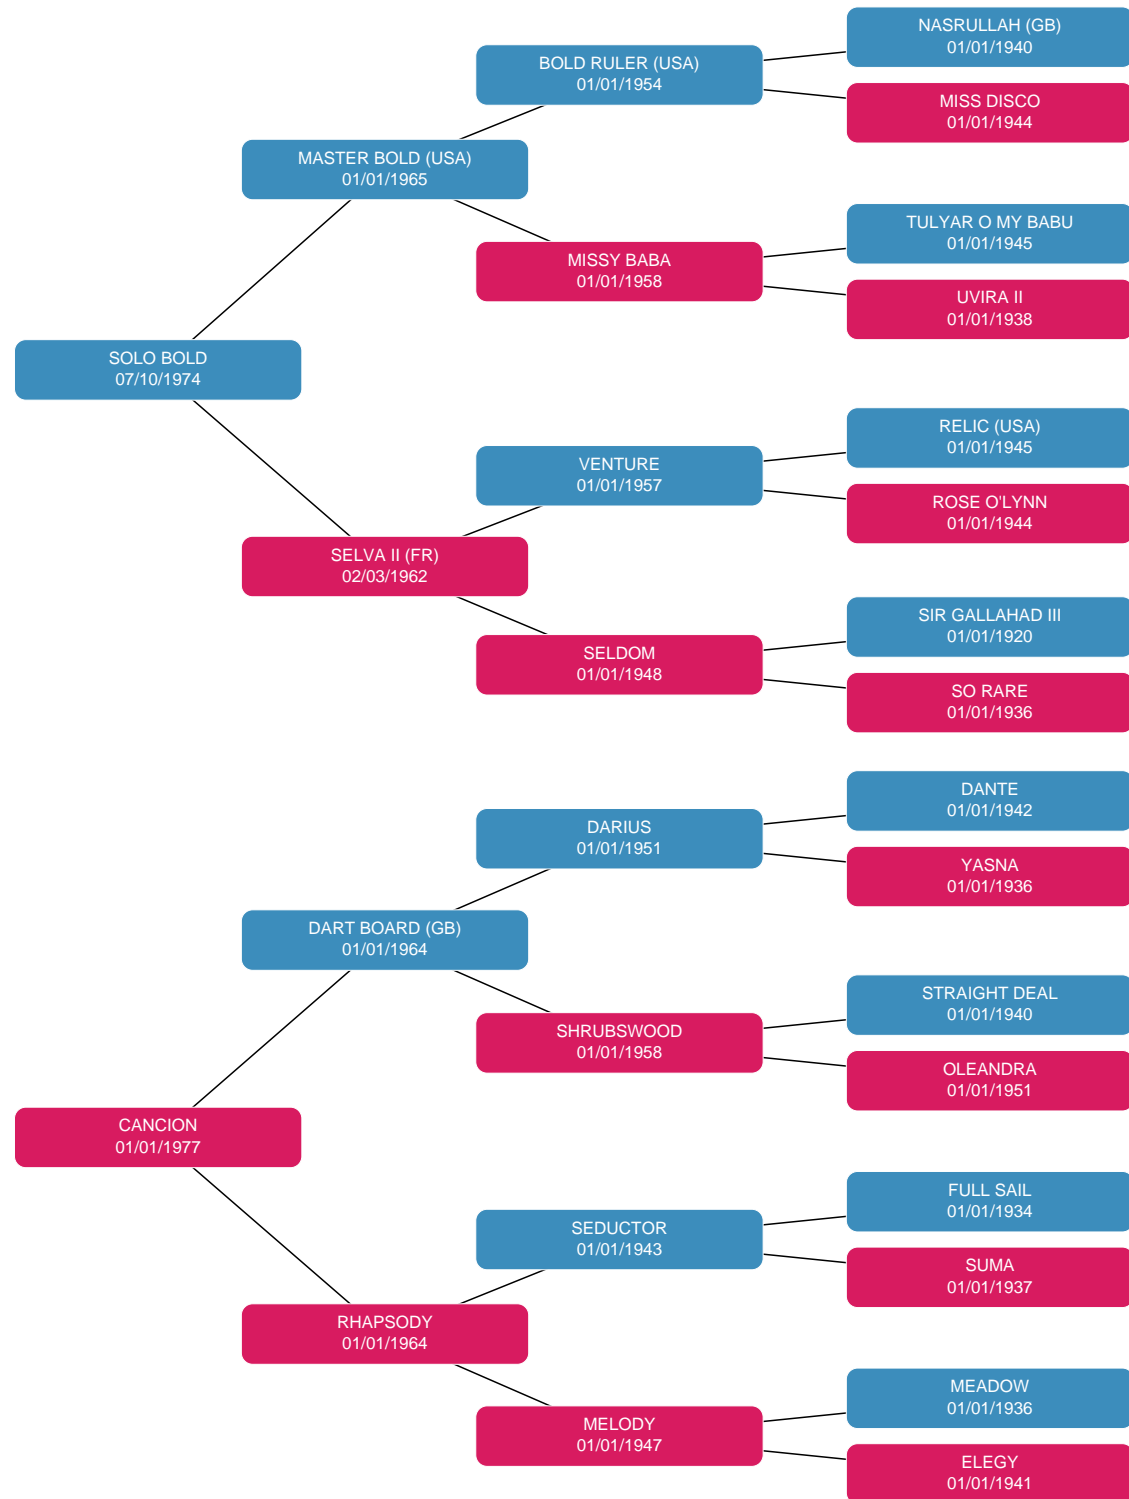 NASRULLAH (GB)
01/01/1940
BOLD RULER (USA)
01/01/1954
MISS DISCO
01/01/1944
MASTER BOLD (USA)
01/01/1965
TULYAR O MY BABU
01/01/1945
MISSY BABA
01/01/1958
UVIRA II
01/01/1938
SOLO BOLD
07/10/1974
RELIC (USA)
01/01/1945
VENTURE
01/01/1957
ROSE O'LYNN
01/01/1944
SELVA II (FR)
02/03/1962
SIR GALLAHAD III
01/01/1920
SELDOM
01/01/1948
SO RARE
01/01/1936
DANTE
01/01/1942
DARIUS
01/01/1951
YASNA
01/01/1936
DART BOARD (GB)
01/01/1964
STRAIGHT DEAL
01/01/1940
SHRUBSWOOD
01/01/1958
OLEANDRA
01/01/1951
CANCION
01/01/1977
FULL SAIL
01/01/1934
SEDUCTOR
01/01/1943
SUMA
01/01/1937
RHAPSODY
01/01/1964
MEADOW
01/01/1936
MELODY
01/01/1947
ELEGY
01/01/1941